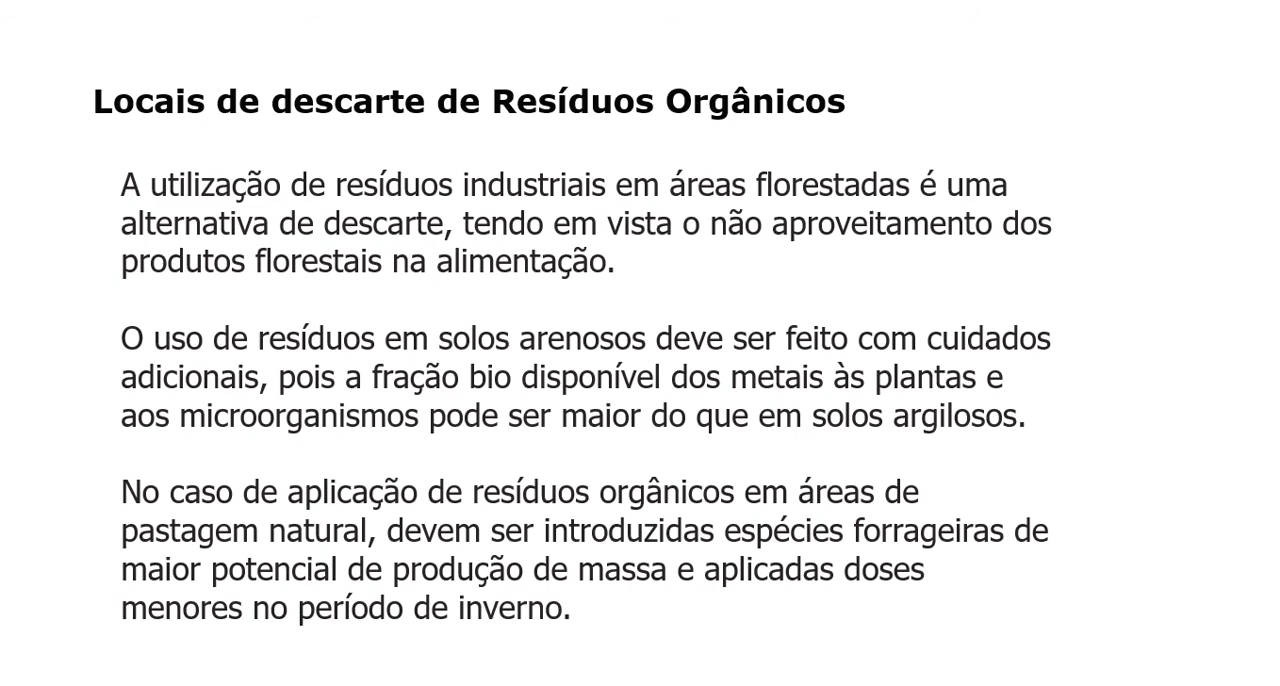 Locais de descarte de Resíduos Orgânicos
A utilização de resíduos industriais em áreas florestadas é uma
alternativa de descarte, tendo em vista o não aproveitamento dos
produtos florestais na alimentação.
O uso de resíduos em solos arenosos deve ser feito com cuidados
adicionais, pois a fração bio disponível dos metais às plantas e
aos microorganismos pode ser maior do que em solos argilosos.
No caso de aplicação de resíduos orgânicos em áreas de
pastagem natural, devem ser introduzidas espécies forrageiras de
maior potencial de produção de massa e aplicadas doses
menores no período de inverno.